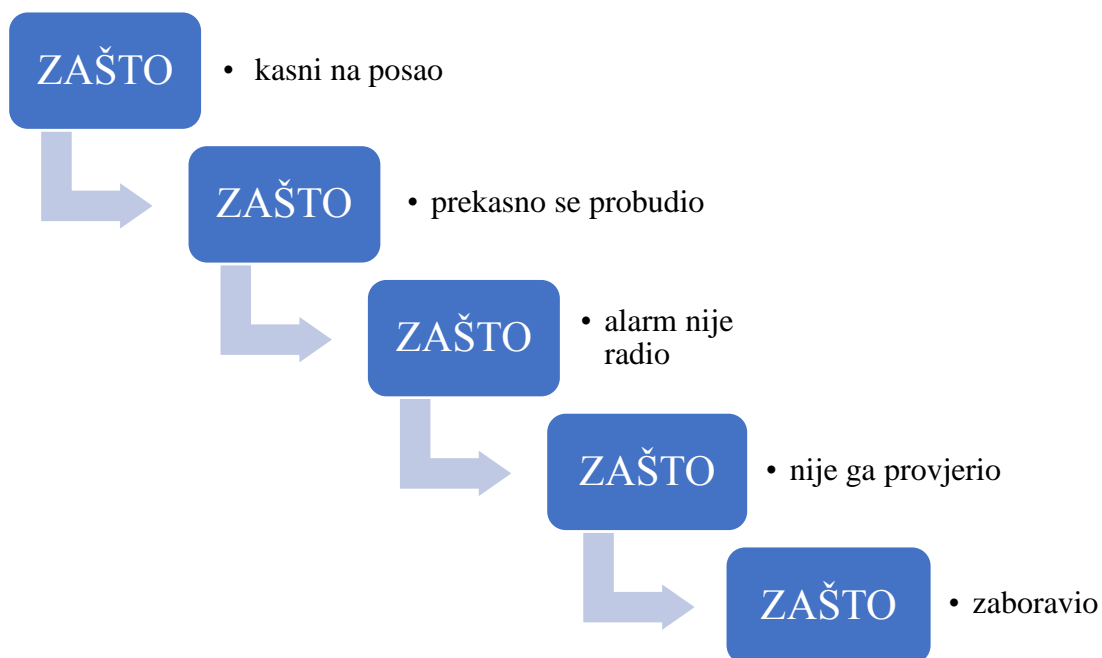 ZAŠTO
• kasni na posao
ZAŠTO
• prekasno se probudio
ZAŠTO
• alarm nije
radio
ZAŠTO
• nije ga provjerio
ZAŠTO
• zaboravio